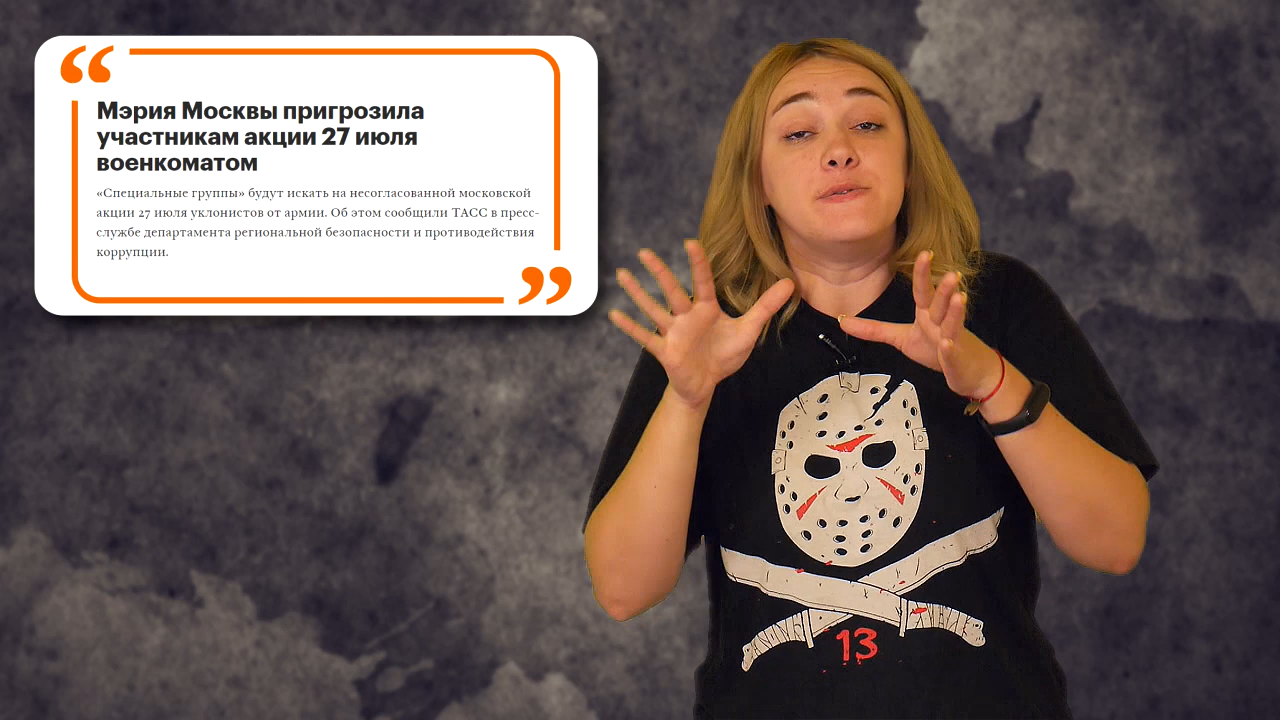 Мэрия Москвы пригрозила
участникам акции 27 июля
военкоматом
«Специальные группы» будут искать на несогласованной московской
акции 27 июля уклонистов от армии. Об этом сообщили ТАСС в пресс-
службе департамента региональной безопасности и противодействия
коррупции.
13